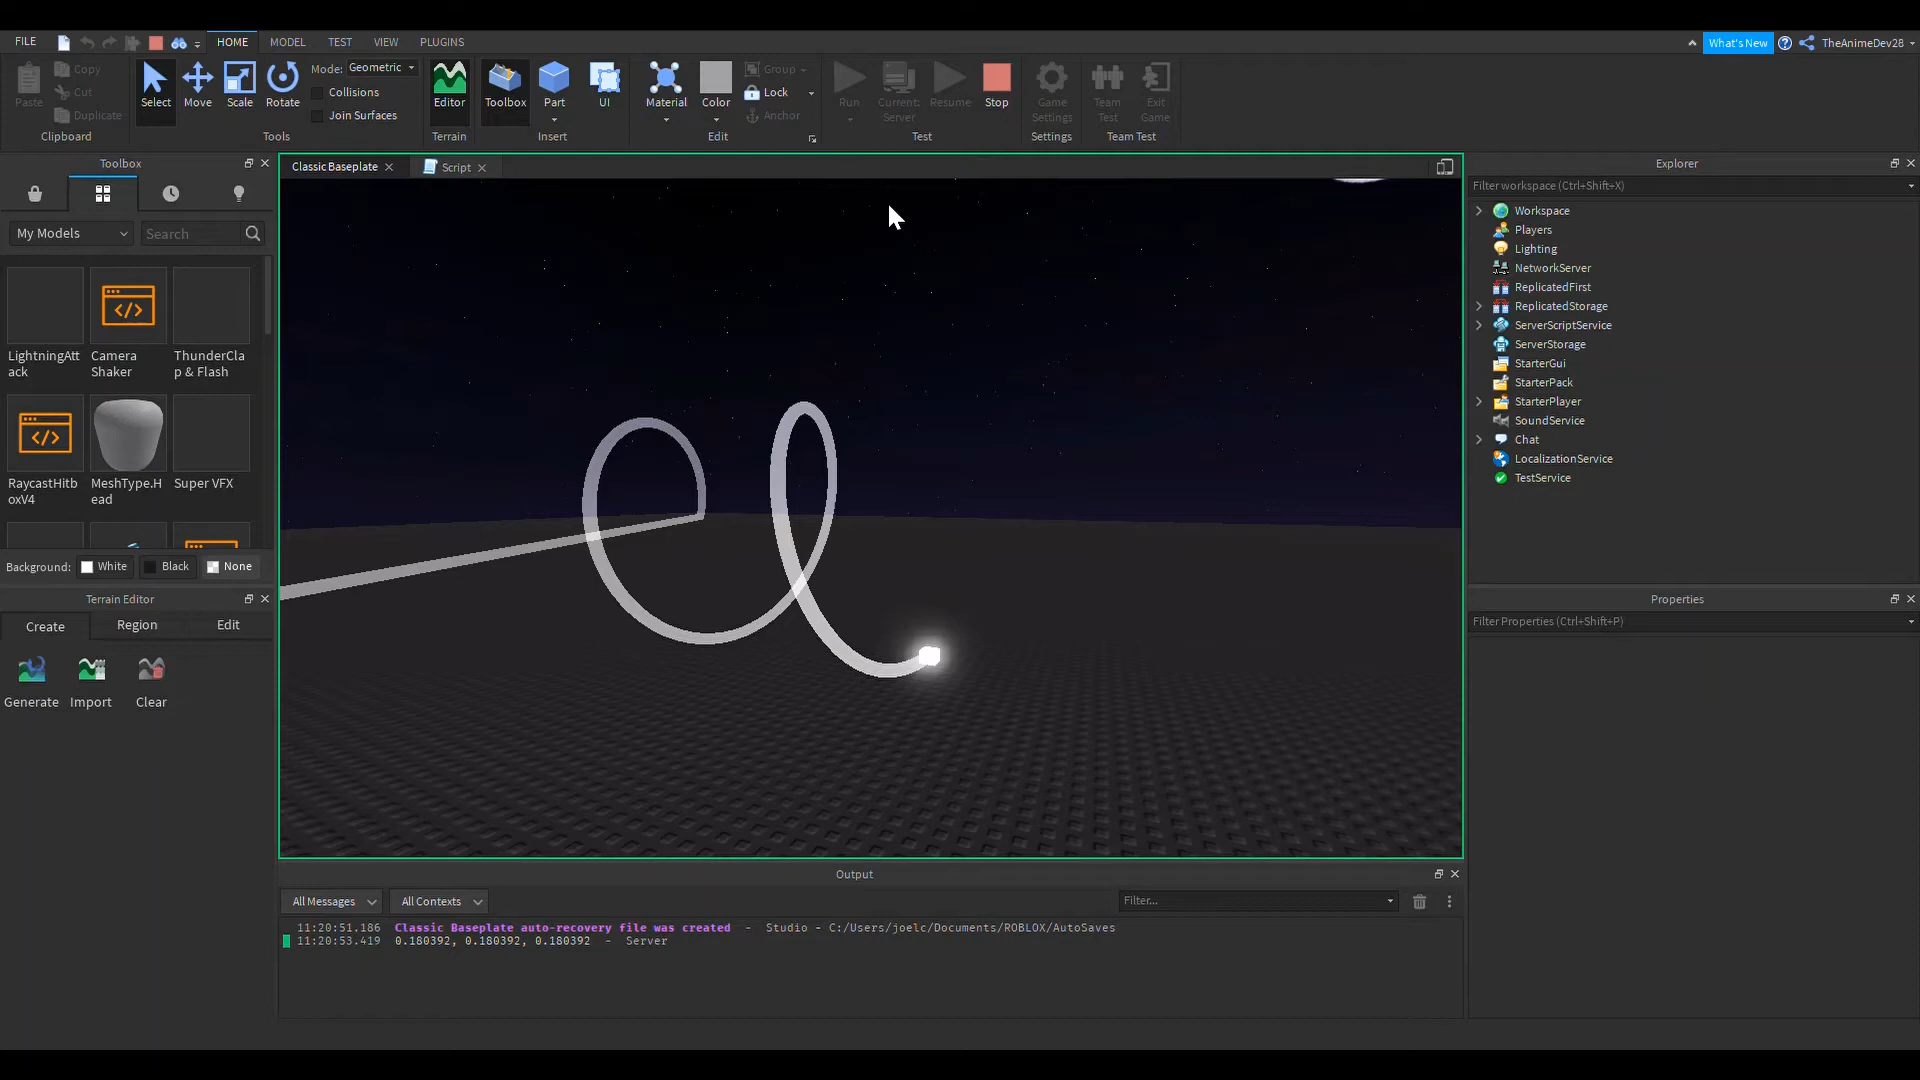 FILE HOME MODEL TEST VIEW PLUGINS What's New TheAnimeDev28
Paste Copy Cut Duplicate Clipboard
Select Move Scale Rotate Tools
Mode: Geometric
Collisions
Join Surfaces
Editor Terrain
Toolbox Part UI Insert
Material Color Group Lock Anchor Edit
Run Current: Server Resume Stop Test
Game Settings Settings
Team Test Exit Game Team Test
Toolbox
My Models Search
LightningAtt
ack
Camera
Shaker
ThunderCla
p & Flash
RaycastHitb
oxV4
MeshType.H
ead
Super VFX
Background: White Black None
Terrain Editor
Create Region Edit
Generate Import Clear
Classic Baseplate Script
Output
All Messages All Contexts Filter...
11:20:51.186 Classic Baseplate auto-recovery file was created - Studio - C:/Users/joelc/Documents/ROBLOX/AutoSaves
11:20:53.419 0.180392, 0.180392, 0.180392 - Server
Explorer
Filter workspace (Ctrl+Shift+X)
Workspace
Players
Lighting
NetworkServer
ReplicatedFirst
ReplicatedStorage
ServerScriptService
ServerStorage
StarterGui
StarterPack
StarterPlayer
SoundService
Chat
LocalizationService
TestService
Properties
Filter Properties (Ctrl+Shift+P)